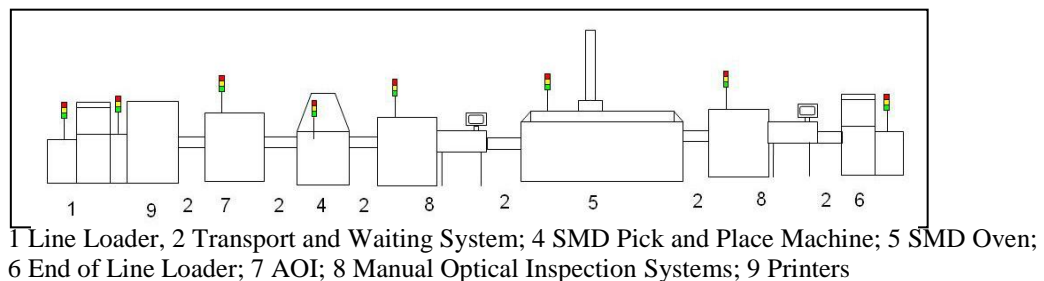 1 9 2 7 2 4 2 8 2 5 2 8 2 6
1 Line Loader, 2 Transport and Waiting System; 4 SMD Pick and Place Machine; 5 SMD Oven;
6 End of Line Loader; 7 AOI; 8 Manual Optical Inspection Systems; 9 Printers